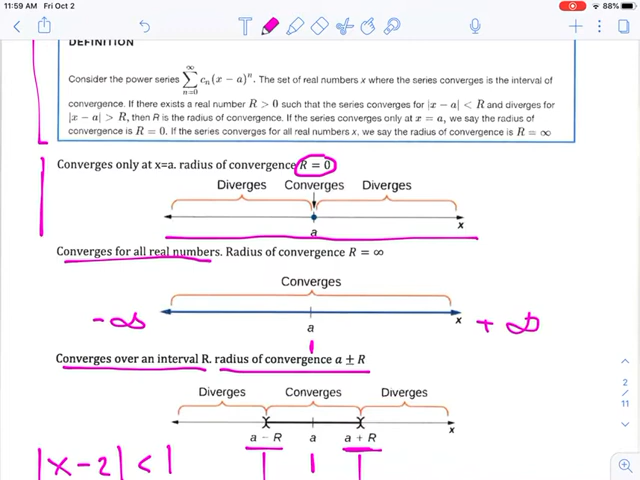 11:59 AM Fri Oct 2
88%
DEFINITION
Consider the power series \sum_{n=0}^{\infty} c_n(x − a)^n. The set of real numbers x where the series converges is the interval of
convergence. If there exists a real number R > 0 such that the series converges for |x − a| < R and diverges for
|x − a| > R, then R is the radius of convergence. If the series converges only at x = a, we say the radius of
convergence is R = 0. If the series converges for all real numbers x, we say the radius of convergence is R = ∞
Converges only at x=a. radius of convergence R = 0
Diverges Converges Diverges
a x
Converges for all real numbers. Radius of convergence R = ∞
Converges
−∞ a x +∞
Converges over an interval R. radius of convergence a ± R
Diverges Converges Diverges
a − R a a + R x
|x − 2| < 1
2
/
11